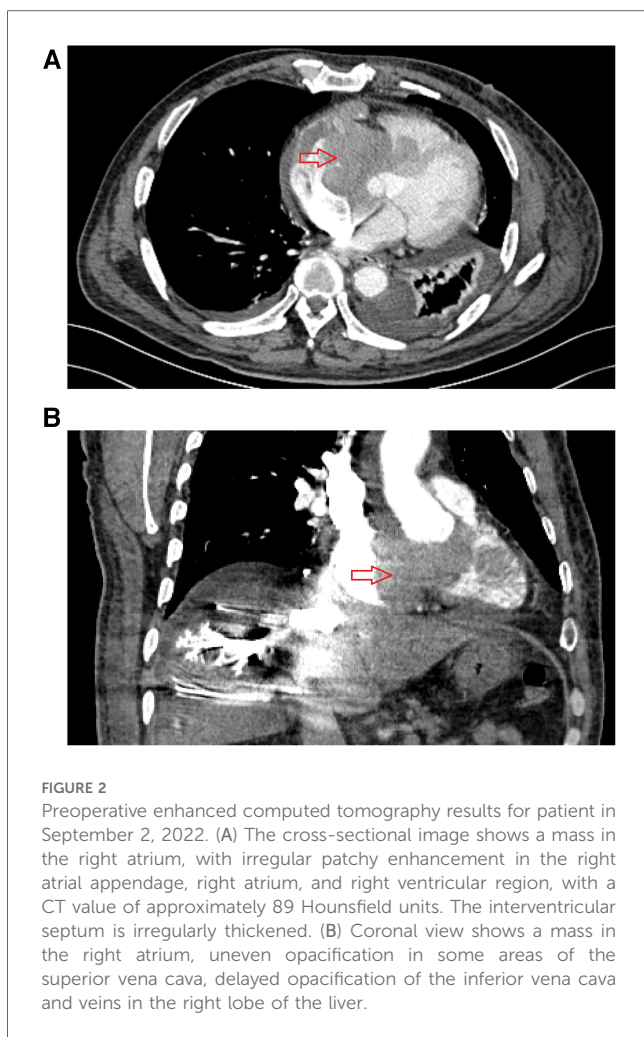 A
B
FIGURE 2
Preoperative enhanced computed tomography results for patient in
September 2, 2022. (A) The cross-sectional image shows a mass in
the right atrium, with irregular patchy enhancement in the right
atrial appendage, right atrium, and right ventricular region, with a
CT value of approximately 89 Hounsfield units. The interventricular
septum is irregularly thickened. (B) Coronal view shows a mass in
the right atrium, uneven opacification in some areas of the
superior vena cava, delayed opacification of the inferior vena cava
and veins in the right lobe of the liver.